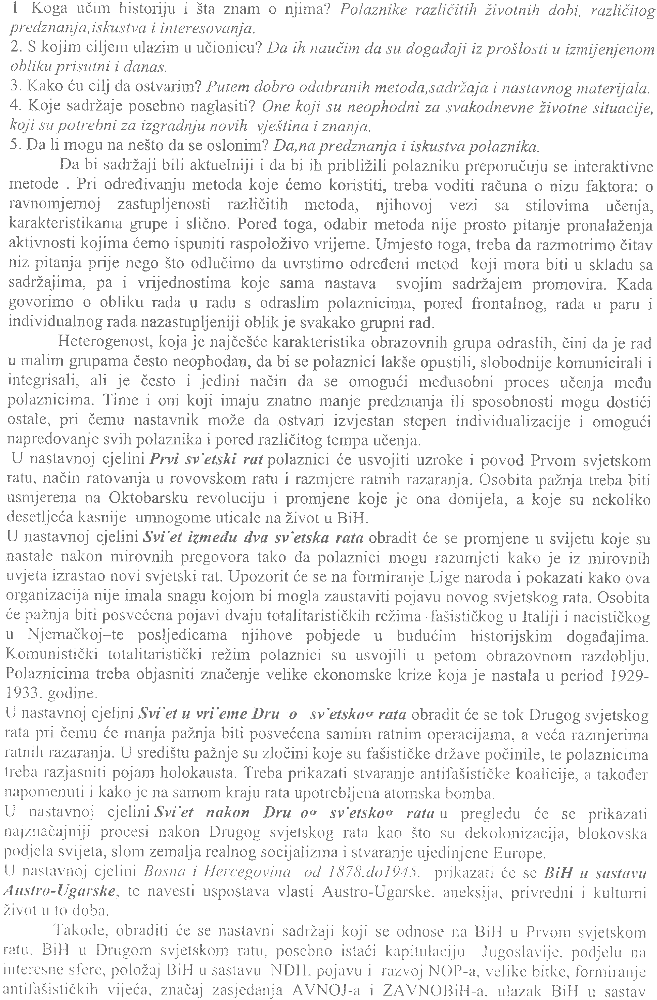 1 Koga učim historiju i šta znam o njima? Polaznike različitih životnih dobi, različitog
predznanja,iskustva i interesovanja.
2. S kojim ciljem ulazim u učionicu? Da ih naučim da su događaji iz prošlosti u izmijenjenom
obliku prisutni i danas.
3. Kako ću cilj da ostvarim? Putem dobro odabranih metoda,sadržaja i nastavnog materijala.
4. Koje sadržaje posebno naglasiti? One koji su neophodni za svakodnevne životne situacije,
koji su potrebni za izgradnju novih vještina i znanja.
5. Da li mogu na nešto da se oslonim? Da,na predznanja i iskustva polaznika.
Da bi sadržaji bili aktuelniji i da bi ih približili polazniku preporučuju se interaktivne
metode . Pri određivanju metoda koje ćemo koristiti, treba voditi računa o nizu faktora: o
ravnomjernoj zastupljenosti različitih metoda, njihovoj vezi sa stilovima učenja,
karakteristikama grupe i slično. Pored toga, odabir metoda nije prosto pitanje pronalaženja
aktivnosti kojima ćemo ispuniti raspoloživo vrijeme. Umjesto toga, treba da razmotrimo čitav
niz pitanja prije nego što odlučimo da uvrstimo određeni metod koji mora biti u skladu sa
sadržajima, pa i vrijednostima koje sama nastava svojim sadržajem promovira. Kada
govorimo o obliku rada u radu s odraslim polaznicima, pored frontalnog, rada u paru i
individualnog rada nazastupljeniji oblik je svakako grupni rad.
Heterogenost, koja je najčešće karakteristika obrazovnih grupa odraslih, čini da je rad
u malim grupama često neophodan, da bi se polaznici lakše opustili, slobodnije komunicirali i
integrisali, ali je često i jedini način da se omogući međusobni proces učenja među
polaznicima. Time i oni koji imaju znatno manje predznanja ili sposobnosti mogu dostići
ostale, pri čemu nastavnik može da ostvari izvjestan stepen individualizacije i omogući
napredovanje svih polaznika i pored različitog tempa učenja.
U nastavnoj cjelini Prvi svjetski rat polaznici će usvojiti uzroke i povod Prvom svjetskom
ratu, način ratovanja u rovovskom ratu i razmjere ratnih razaranja. Osobita pažnja treba biti
usmjerena na Oktobarsku revoluciju i promjene koje je ona donijela, a koje su nekoliko
desetljeća kasnije umnogome uticale na život u BiH.
U nastavnoj cjelini Svijet između dva svjetska rata obradit će se promjene u svijetu koje su
nastale nakon mirovnih pregovora tako da polaznici mogu razumjeti kako je iz mirovnih
uvjeta izrastao novi svjetski rat. Upozorit će se na formiranje Lige naroda i pokazati kako ova
organizacija nije imala snagu kojom bi mogla zaustaviti pojavu novog svjetskog rata. Osobita
će pažnja biti posvećena pojavi dvaju totalitarističkih režima–fašističkog u Italiji i nacističkog
u Njemačkoj–te posljedicama njihove pobjede u budućim historijskim događajima.
Komunistički totalitaristički režim polaznici su usvojili u petom obrazovnom razdoblju.
Polaznicima treba objasniti značenje velike ekonomske krize koja je nastala u period 1929-
1933. godine.
U nastavnoj cjelini Svijet u vrijeme Drugog svjetskog rata obradit će se tok Drugog svjetskog
rata pri čemu će manja pažnja biti posvećena samim ratnim operacijama, a veća razmjerima
ratnih razaranja. U središtu pažnje su zločini koje su fašističke države počinile, te polaznicima
treba razjasniti pojam holokausta. Treba prikazati stvaranje antifašističke koalicije, a također
napomenuti i kako je na samom kraju rata upotrebljena atomska bomba.
U nastavnoj cjelini Svijet nakon Drugog svjetskog rata u pregledu će se prikazati
najznačajniji procesi nakon Drugog svjetskog rata kao što su dekolonizacija, blokovska
podjela svijeta, slom zemalja realnog socijalizma i stvaranje ujedinjene Europe.
U nastavnoj cjelini Bosna i Hercegovina od 1878.do1945. prikazati će se BiH u sastavu
Austro-Ugarske, te navesti uspostava vlasti Austro-Ugarske, aneksija, privredni i kulturni
život u to doba.
Takođe, obraditi će se nastavni sadržaji koji se odnose na BiH u Prvom svjetskom
ratu, BiH u Drugom svjetskom ratu, posebno istaći kapitulaciju Jugoslavije, podjelu na
interesne sfere, položaj BiH u sastavu NDH, pojavu i razvoj NOP-a, velike bitke, formiranje
antifašističkih vijeća, značaj zasjedanja AVNOJ-a i ZAVNOBiH-a, ulazak BiH u sastav